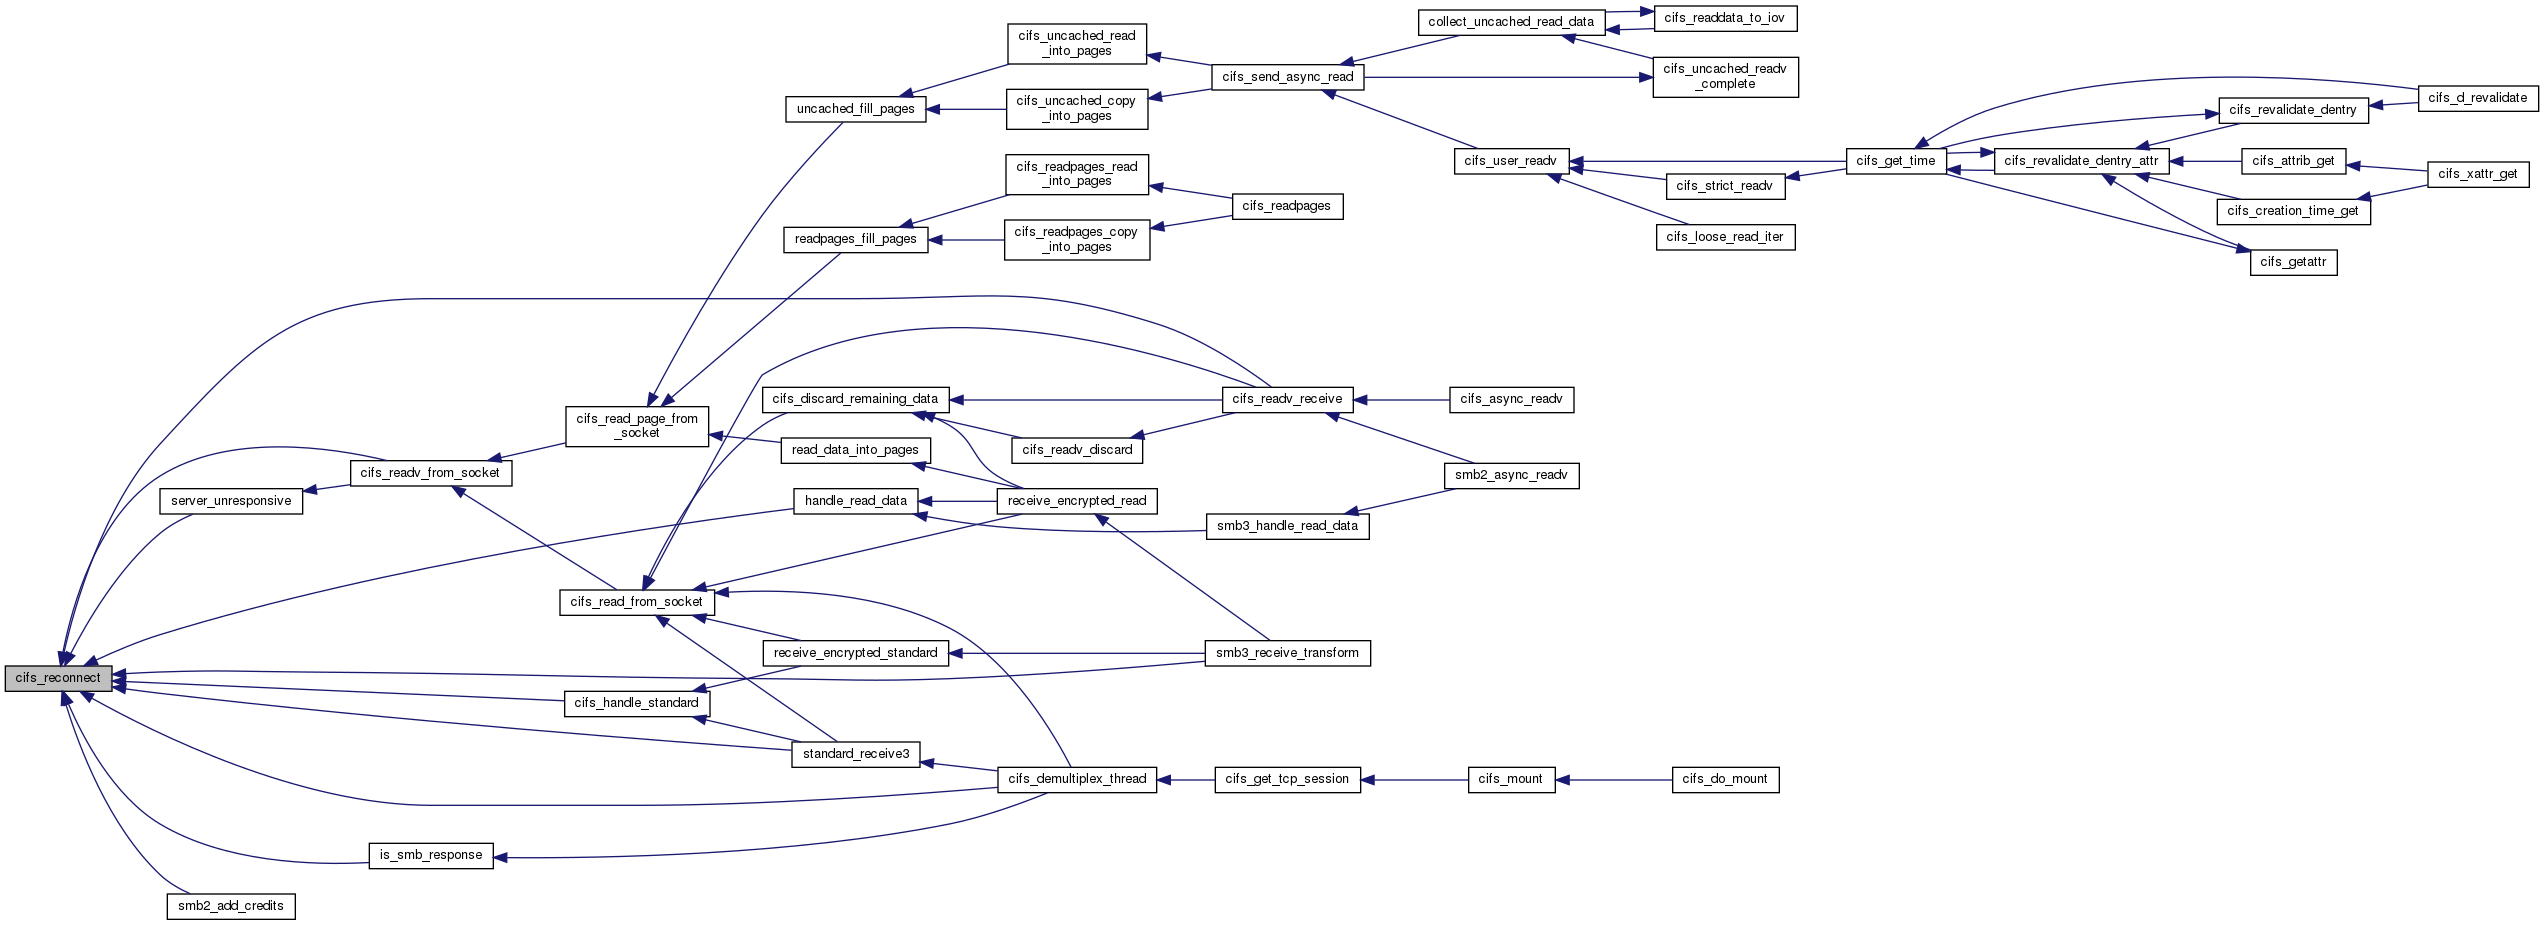 cifs_reconnect
cifs_readv_from_socket
server_unresponsive
cifs_read_page_from
_socket
uncached_fill_pages
cifs_uncached_read
_into_pages
cifs_uncached_copy
_into_pages
cifs_send_async_read
collect_uncached_read_data
cifs_readdata_to_iov
cifs_uncached_readv
_complete
cifs_user_readv
cifs_strict_readv
cifs_loose_read_iter
cifs_get_time
cifs_revalidate_dentry_attr
cifs_revalidate_dentry
cifs_d_revalidate
cifs_attrib_get
cifs_creation_time_get
cifs_xattr_get
cifs_getattr
readpages_fill_pages
cifs_readpages_read
_into_pages
cifs_readpages_copy
_into_pages
cifs_readpages
cifs_discard_remaining_data
read_data_into_pages
handle_read_data
cifs_readv_discard
receive_encrypted_read
cifs_readv_receive
cifs_async_readv
smb2_async_readv
smb3_handle_read_data
cifs_read_from_socket
receive_encrypted_standard
smb3_receive_transform
cifs_handle_standard
standard_receive3
cifs_demultiplex_thread
cifs_get_tcp_session
cifs_mount
cifs_do_mount
is_smb_response
smb2_add_credits